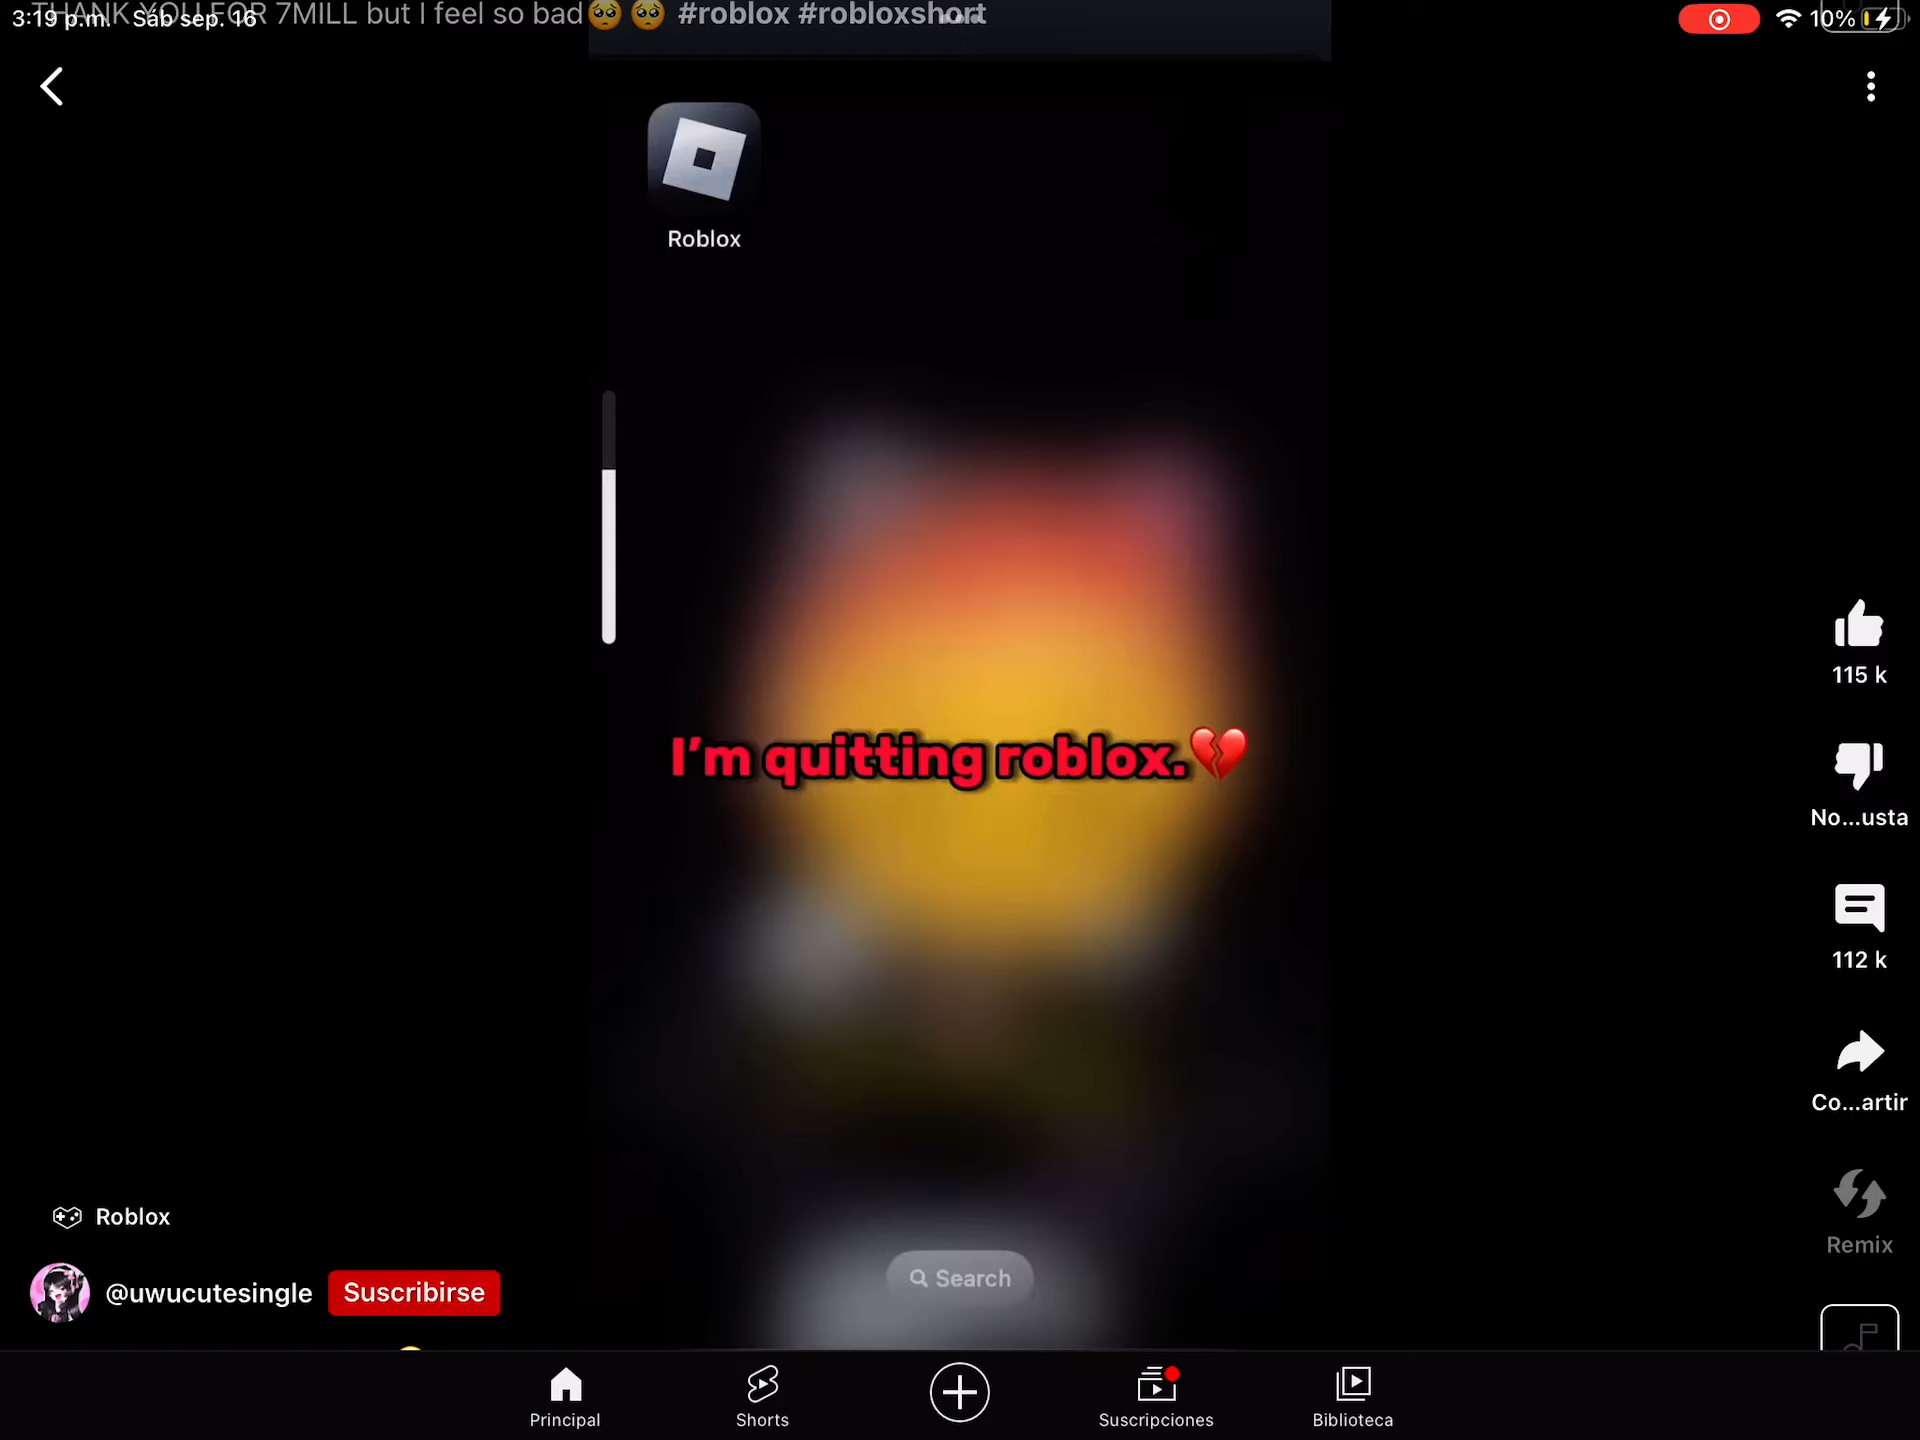 THANK YOU FOR 7MILL but I feel so bad🥺🥺 #roblox #robloxshort
3:19 p.m. Sáb sep. 16
10%
Roblox
I'm quitting roblox.💔
115 k
No...usta
112 k
Co...artir
Remix
Roblox
@uwucutesingle
Suscribirse
Search
Principal
Shorts
Suscripciones
Biblioteca